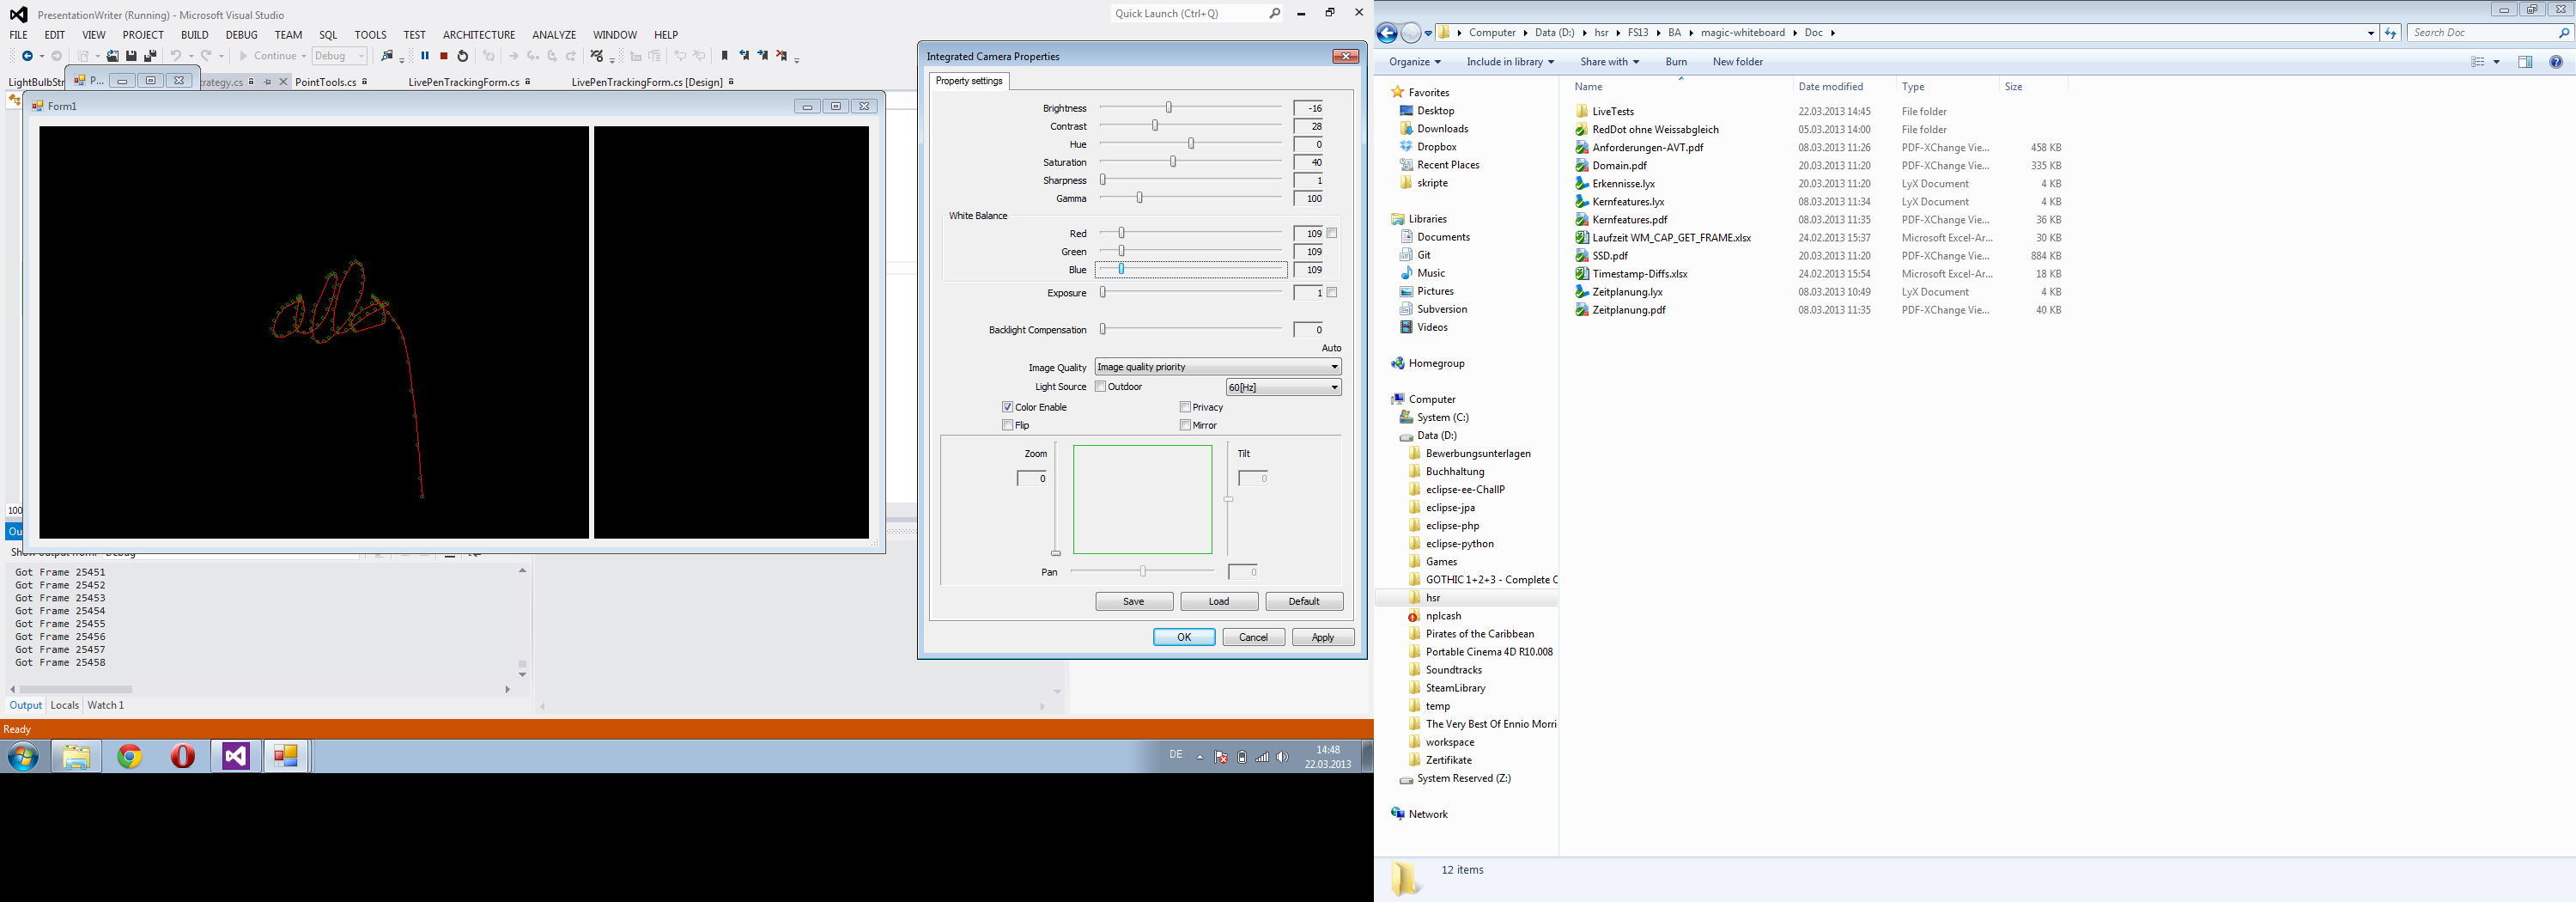 PresentationWriter (Running) - Microsoft Visual Studio
Quick Launch (Ctrl+Q)
FILE EDIT VIEW PROJECT BUILD DEBUG TEAM SQL TOOLS TEST ARCHITECTURE ANALYZE WINDOW HELP
Continue Debug
LightBulbStr P... trategy.cs PointTools.cs LivePenTrackingForm.cs LivePenTrackingForm.cs [Design]
Form1
100
Ou
Show output from: Debug
Got Frame 25451
Got Frame 25452
Got Frame 25453
Got Frame 25454
Got Frame 25455
Got Frame 25456
Got Frame 25457
Got Frame 25458
Output Locals Watch 1
Ready
DE
14:48
22.03.2013
Integrated Camera Properties
Property settings
Brightness -16
Contrast 28
Hue 0
Saturation 40
Sharpness 1
Gamma 100
White Balance
Red 109
Green 109
Blue 109
Exposure 1
Backlight Compensation 0
Auto
Image Quality Image quality priority
Light Source Outdoor 60[Hz]
Color Enable Privacy
Flip Mirror
Zoom Tilt
0 0
Pan 0
Save Load Default
OK Cancel Apply
Computer Data (D:) hsr FS13 BA magic-whiteboard Doc
Search Doc
Organize Include in library Share with Burn New folder
Favorites
Desktop
Downloads
Dropbox
Recent Places
skripte
Libraries
Documents
Git
Music
Pictures
Subversion
Videos
Homegroup
Computer
System (C:)
Data (D:)
Bewerbungsunterlagen
Buchhaltung
eclipse-ee-ChallP
eclipse-jpa
eclipse-php
eclipse-python
Games
GOTHIC 1+2+3 - Complete C
hsr
nplcash
Pirates of the Caribbean
Portable Cinema 4D R10.008
Soundtracks
SteamLibrary
temp
The Very Best Of Ennio Morri
workspace
Zertifikate
System Reserved (Z:)
Network
Name Date modified Type Size
LiveTests 22.03.2013 14:45 File folder
RedDot ohne Weissabgleich 05.03.2013 14:00 File folder
Anforderungen-AVT.pdf 08.03.2013 11:26 PDF-XChange Vie... 458 KB
Domain.pdf 20.03.2013 11:20 PDF-XChange Vie... 335 KB
Erkennisse.lyx 20.03.2013 11:20 LyX Document 4 KB
Kernfeatures.lyx 08.03.2013 11:34 LyX Document 4 KB
Kernfeatures.pdf 08.03.2013 11:35 PDF-XChange Vie... 36 KB
Laufzeit WM_CAP_GET_FRAME.xlsx 24.02.2013 15:37 Microsoft Excel-Ar... 30 KB
SSD.pdf 20.03.2013 11:20 PDF-XChange Vie... 884 KB
Timestamp-Diffs.xlsx 24.02.2013 15:54 Microsoft Excel-Ar... 18 KB
Zeitplanung.lyx 08.03.2013 10:49 LyX Document 4 KB
Zeitplanung.pdf 08.03.2013 11:35 PDF-XChange Vie... 40 KB
12 items